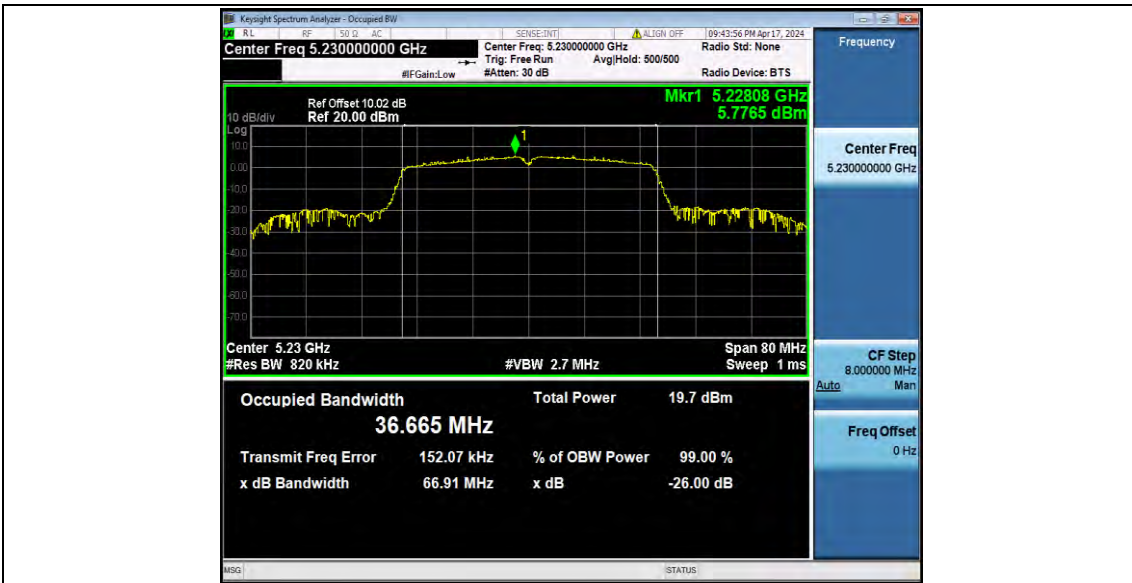 Keysight Spectrum Analyzer - Occupied BW
RL RF 50 Ω AC SENSE:INT ALIGN OFF 09:43:56 PM Apr 17, 2024
Center Freq 5.230000000 GHz
Center Freq: 5.230000000 GHz
Radio Std: None
Trig: Free Run Avg|Hold: 500/500
#IFGain:Low #Atten: 30 dB Radio Device: BTS
Frequency
Mkr1 5.22808 GHz
5.7765 dBm
Ref Offset 10.02 dB
10 dB/div Ref 20.00 dBm
Log
1
10.0
0.00
-10.0
-20.0
-30.0
-40.0
-50.0
-60.0
-70.0
Center 5.23 GHz Span 80 MHz
#Res BW 820 kHz #VBW 2.7 MHz Sweep 1 ms
Center Freq
5.230000000 GHz
CF Step
8.000000 MHz
Auto Man
Freq Offset
0 Hz
Occupied Bandwidth Total Power 19.7 dBm
36.665 MHz
Transmit Freq Error 152.07 kHz % of OBW Power 99.00 %
x dB Bandwidth 66.91 MHz x dB -26.00 dB
MSG STATUS